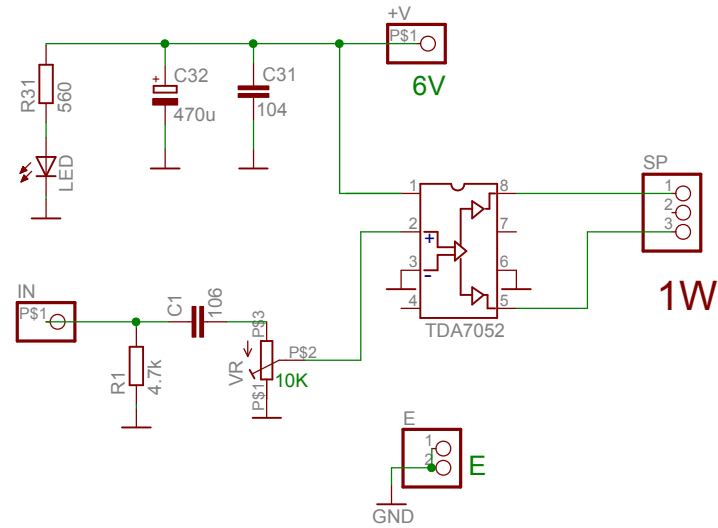 +V
P$1
6V
R31
560
LED
+
C32
470u
C31
104
SP
1
2
3
1W
1
2
3
4
8
7
6
5
+
-
TDA7052
IN
P$1
R1
4.7k
C1
106
P$3
P$2
VR
10K
P$1
E
1
2
E
GND